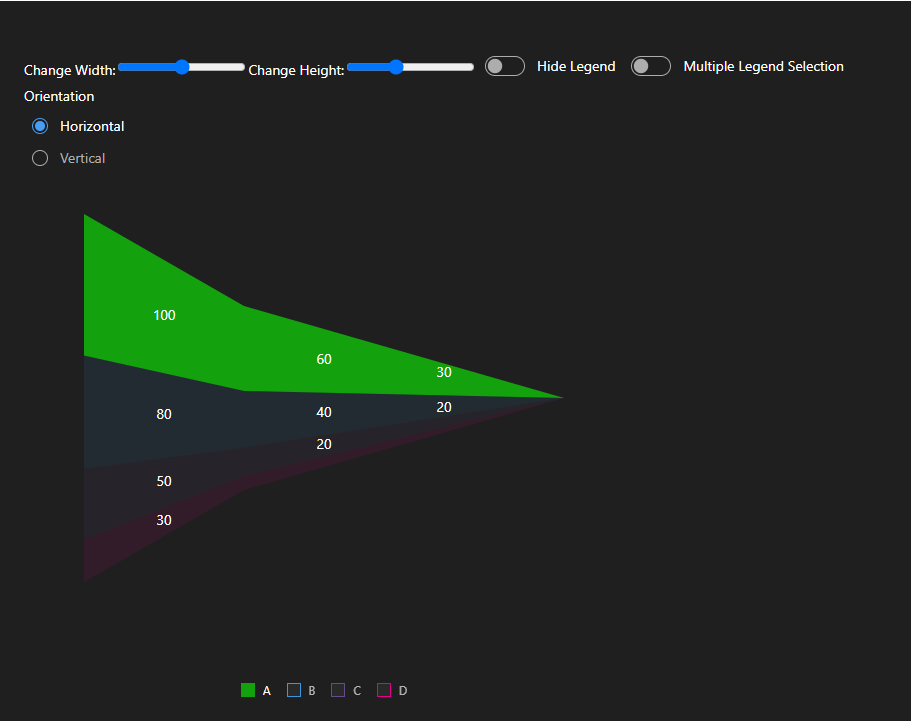 Change Width: Change Height: Hide Legend Multiple Legend Selection
Orientation
Horizontal
Vertical
100
60
30
80
40
20
20
50
30
A B C D